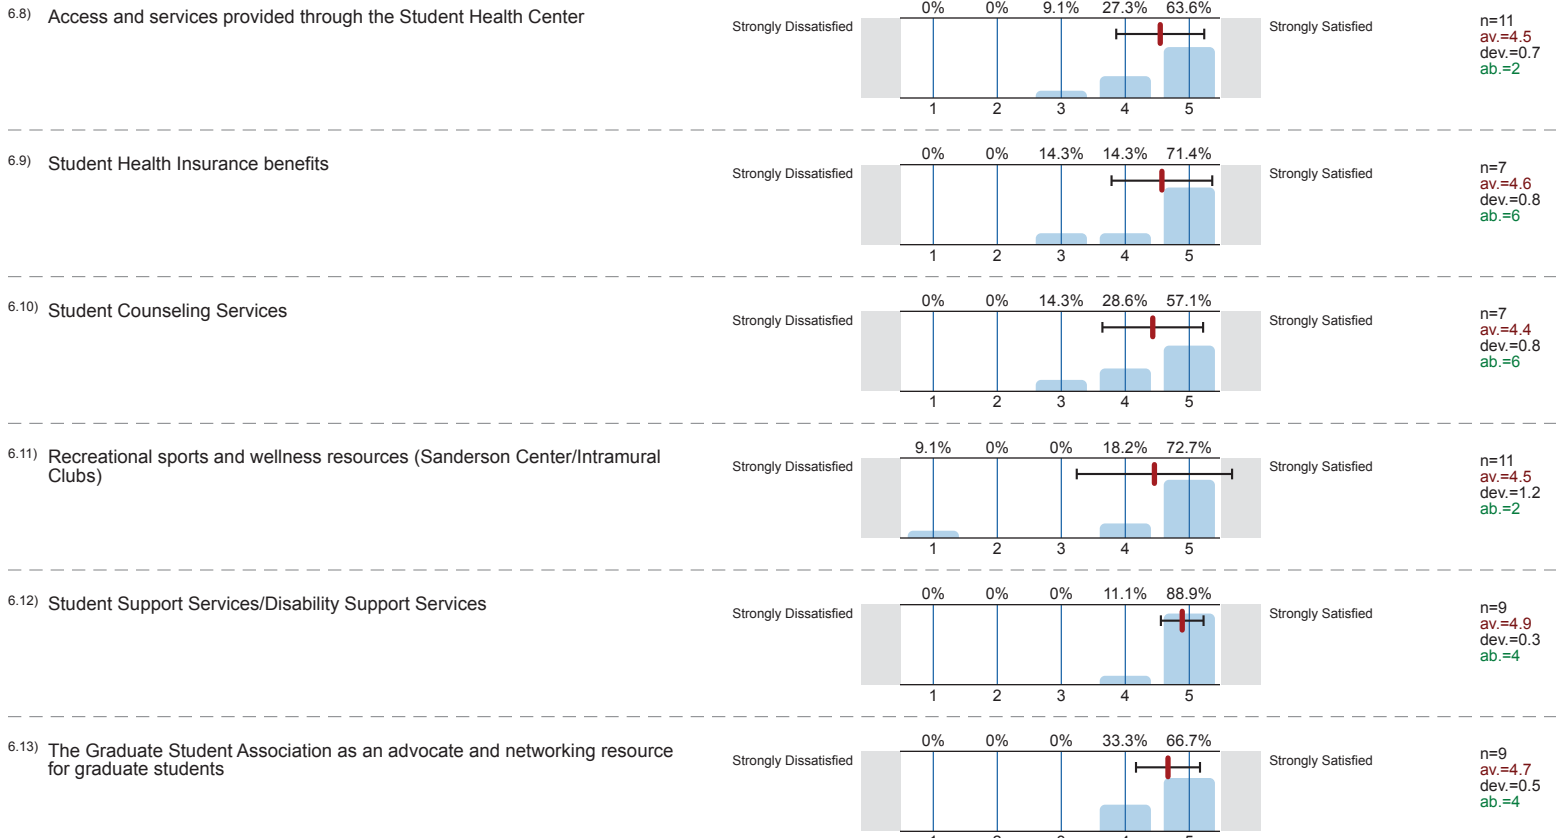 6.8) Access and services provided through the Student Health Center
0% 0% 9.1% 27.3% 63.6%
Strongly Dissatisfied Strongly Satisfied
n=11
av.=4.5
dev.=0.7
ab.=2
1 2 3 4 5
6.9) Student Health Insurance benefits
0% 0% 14.3% 14.3% 71.4%
Strongly Dissatisfied Strongly Satisfied
n=7
av.=4.6
dev.=0.8
ab.=6
1 2 3 4 5
6.10) Student Counseling Services
0% 0% 14.3% 28.6% 57.1%
Strongly Dissatisfied Strongly Satisfied
n=7
av.=4.4
dev.=0.8
ab.=6
1 2 3 4 5
6.11) Recreational sports and wellness resources (Sanderson Center/Intramural
Clubs)
9.1% 0% 0% 18.2% 72.7%
Strongly Dissatisfied Strongly Satisfied
n=11
av.=4.5
dev.=1.2
ab.=2
1 2 3 4 5
6.12) Student Support Services/Disability Support Services
0% 0% 0% 11.1% 88.9%
Strongly Dissatisfied Strongly Satisfied
n=9
av.=4.9
dev.=0.3
ab.=4
1 2 3 4 5
6.13) The Graduate Student Association as an advocate and networking resource
for graduate students
0% 0% 0% 33.3% 66.7%
Strongly Dissatisfied Strongly Satisfied
n=9
av.=4.7
dev.=0.5
ab.=4